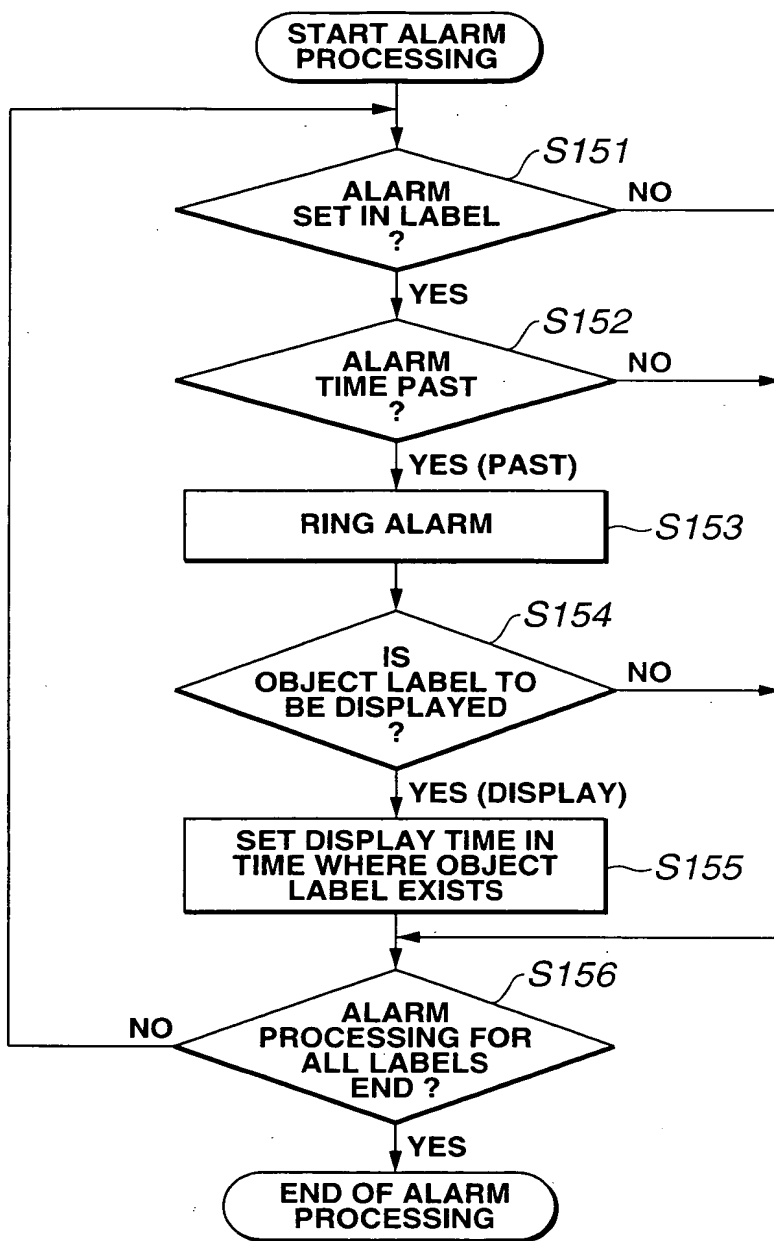 START ALARM
PROCESSING
S151
ALARM
SET IN LABEL
?
NO
YES
S152
ALARM
TIME PAST
?
NO
YES (PAST)
RING ALARM
S153
S154
IS
OBJECT LABEL TO
BE DISPLAYED
?
NO
YES (DISPLAY)
SET DISPLAY TIME IN
TIME WHERE OBJECT
LABEL EXISTS
S155
S156
NO
ALARM
PROCESSING FOR
ALL LABELS
END ?
YES
END OF ALARM
PROCESSING